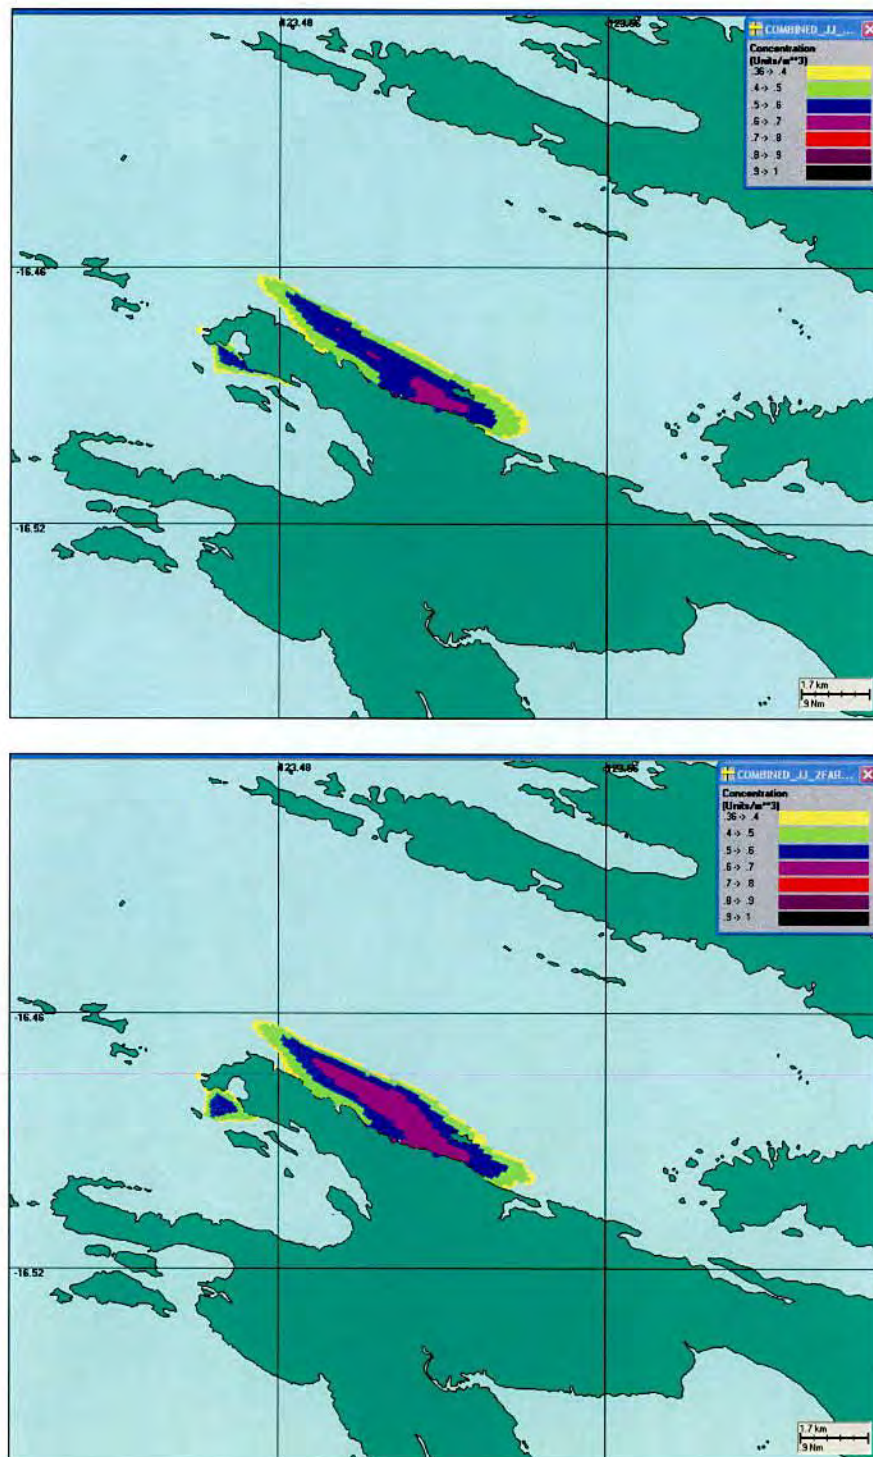 123.48
COMBINED_JJ_...
Concentration
(Units/m**3)
.36 -> .4
.4 -> .5
.5 -> .6
.6 -> .7
.7 -> .8
.8 -> .9
.9 -> 1
-16.46
-16.52
1.7 km
.9 Nm
123.48
COMBINED_JJ_2FAR...
Concentration
(Units/m**3)
.36 -> .4
.4 -> .5
.5 -> .6
.6 -> .7
.7 -> .8
.8 -> .9
.9 -> 1
-16.46
-16.52
1.7 km
.9 Nm